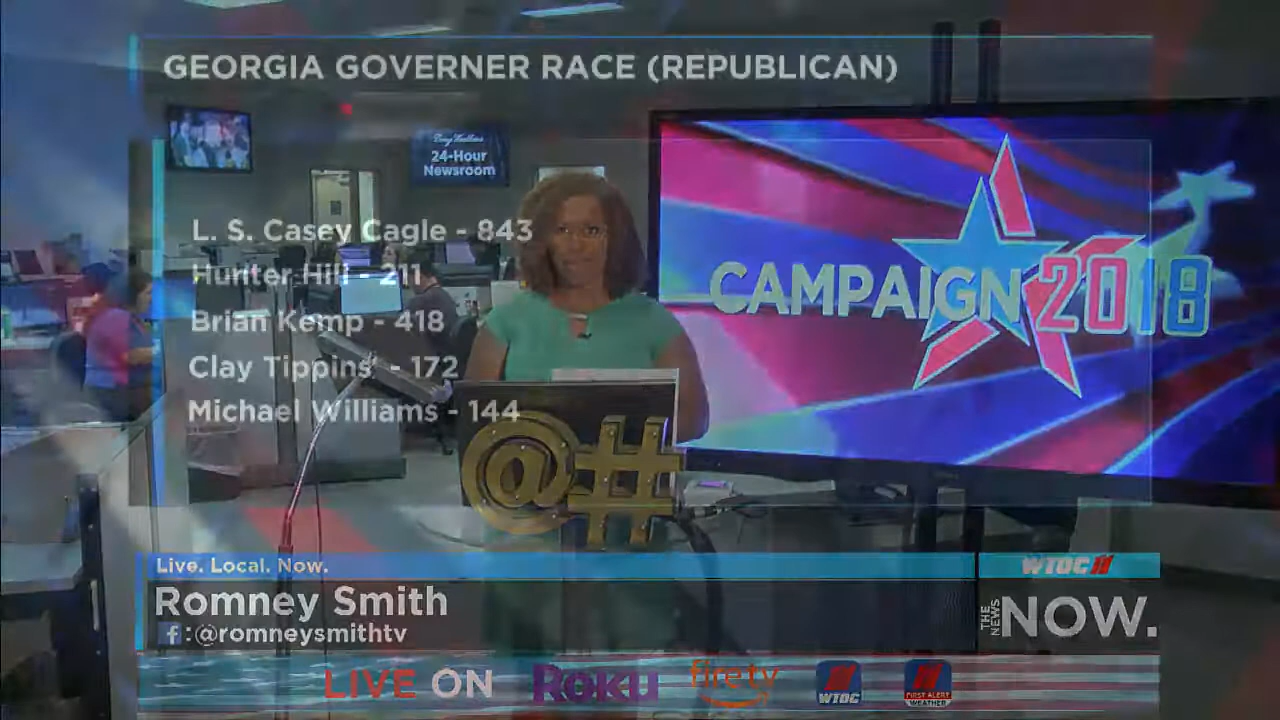 GEORGIA GOVERNER RACE (REPUBLICAN)
24-Hour
Newsroom
L. S. Casey Cagle - 843
Hunter Hill - 211
Brian Kemp - 418
Clay Tippins - 172
Michael Williams - 144
CAMPAIGN 2018
@#
Live. Local. Now.
WTOC 11
Romney Smith
f : @romneysmithtv
THE NEWS NOW.
LIVE ON ROKU fire tv WTOC FIRST ALERT WEATHER